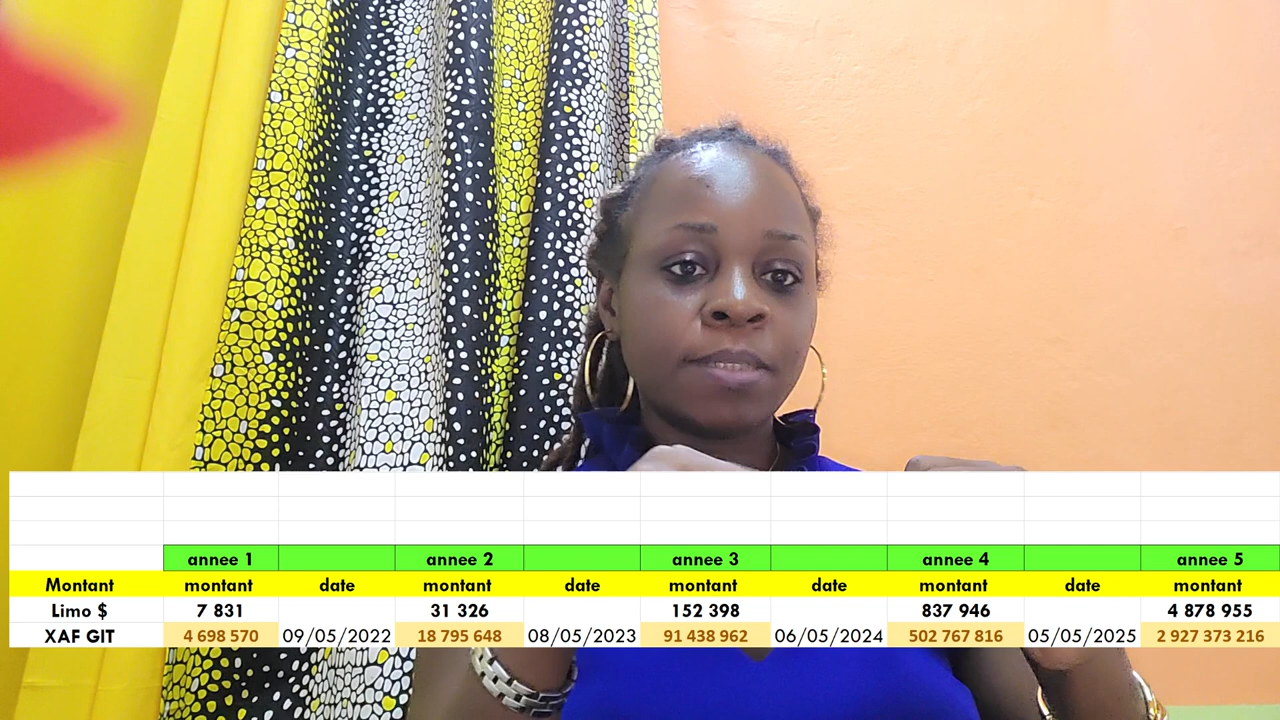 annee 1 annee 2 annee 3 annee 4 annee 5
Montant montant date montant date montant date montant date montant
Limo $ 7 831 31 326 152 398 837 946 4 878 955
XAF GIT 4 698 570 09/05/2022 18 795 648 08/05/2023 91 438 962 06/05/2024 502 767 816 05/05/2025 2 927 373 216